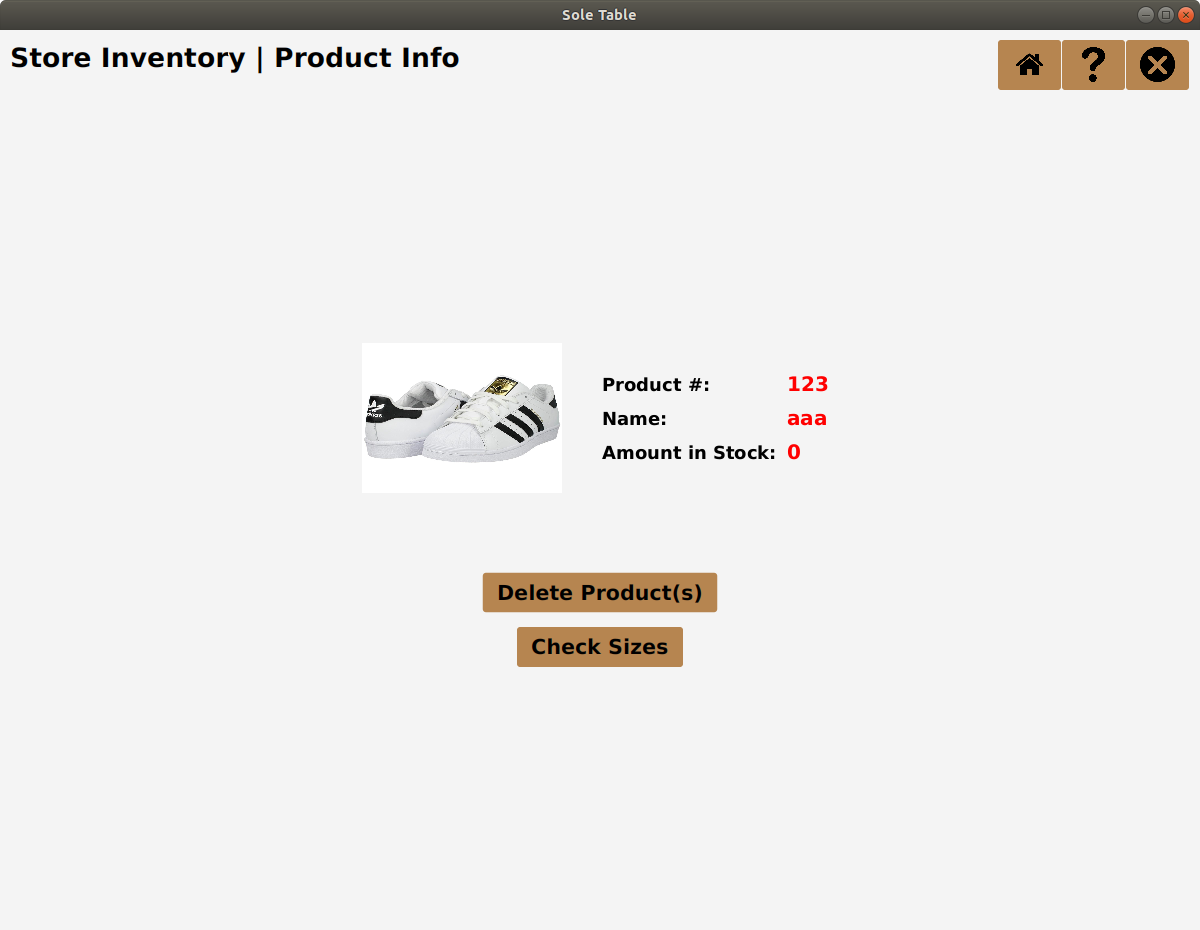 Sole Table
Store Inventory | Product Info
Product #: 123
Name: aaa
Amount in Stock: 0
Delete Product(s)
Check Sizes